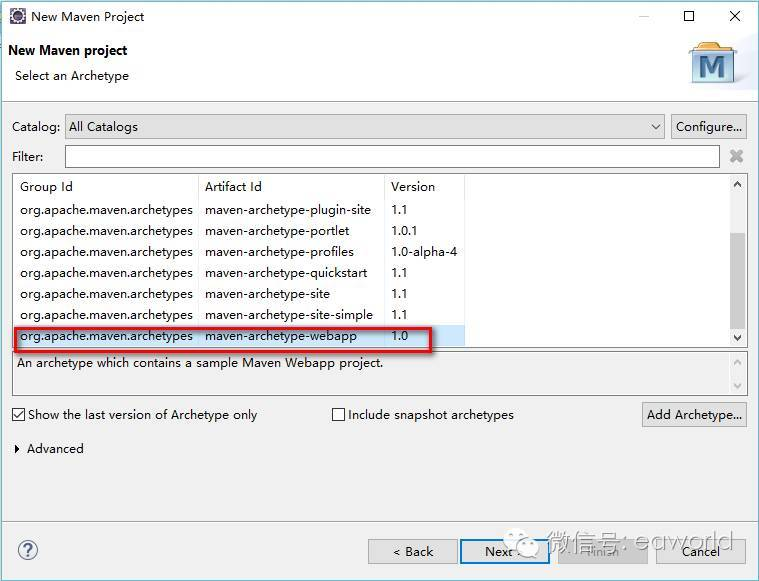 New Maven Project
New Maven project
Select an Archetype
M
Catalog: All Catalogs Configure...
Filter:
Group Id Artifact Id Version
org.apache.maven.archetypes maven-archetype-plugin-site 1.1
org.apache.maven.archetypes maven-archetype-portlet 1.0.1
org.apache.maven.archetypes maven-archetype-profiles 1.0-alpha-4
org.apache.maven.archetypes maven-archetype-quickstart 1.1
org.apache.maven.archetypes maven-archetype-site 1.1
org.apache.maven.archetypes maven-archetype-site-simple 1.1
org.apache.maven.archetypes maven-archetype-webapp 1.0
An archetype which contains a sample Maven Webapp project.
Show the last version of Archetype only Include snapshot archetypes Add Archetype...
Advanced
? < Back Next > Finish Cancel
微信号: eaworld